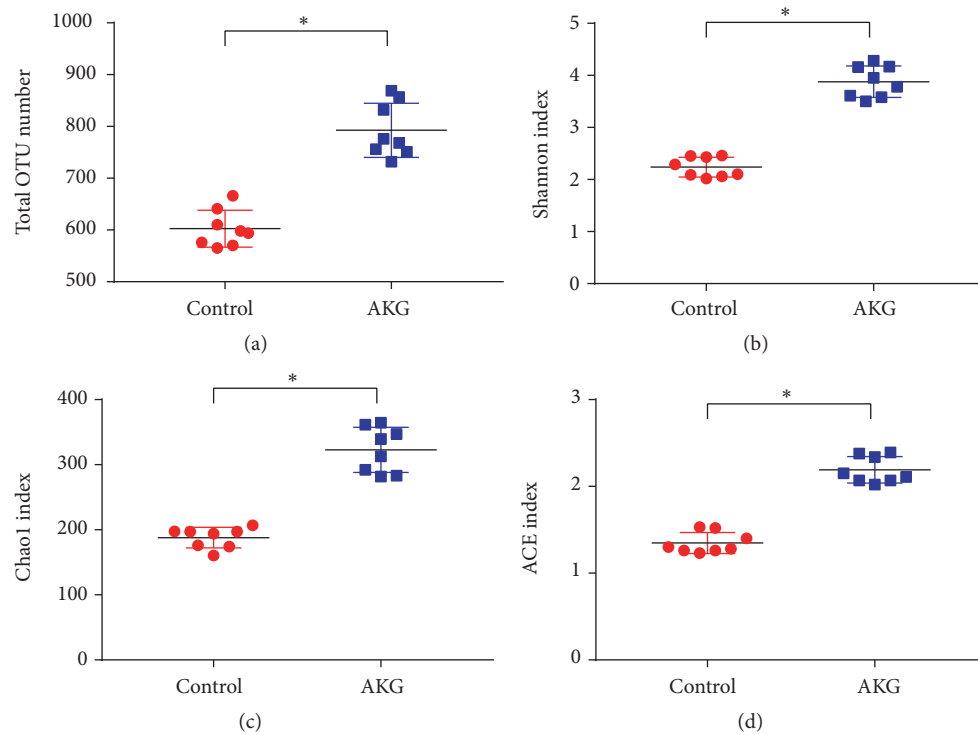 *
1000
900
800
700
600
500
Total OTU number
Control
AKG
(a)
*
5
4
3
2
1
0
Shannon index
Control
AKG
(b)
*
400
300
200
100
0
Chao1 index
Control
AKG
(c)
*
3
2
1
0
ACE index
Control
AKG
(d)